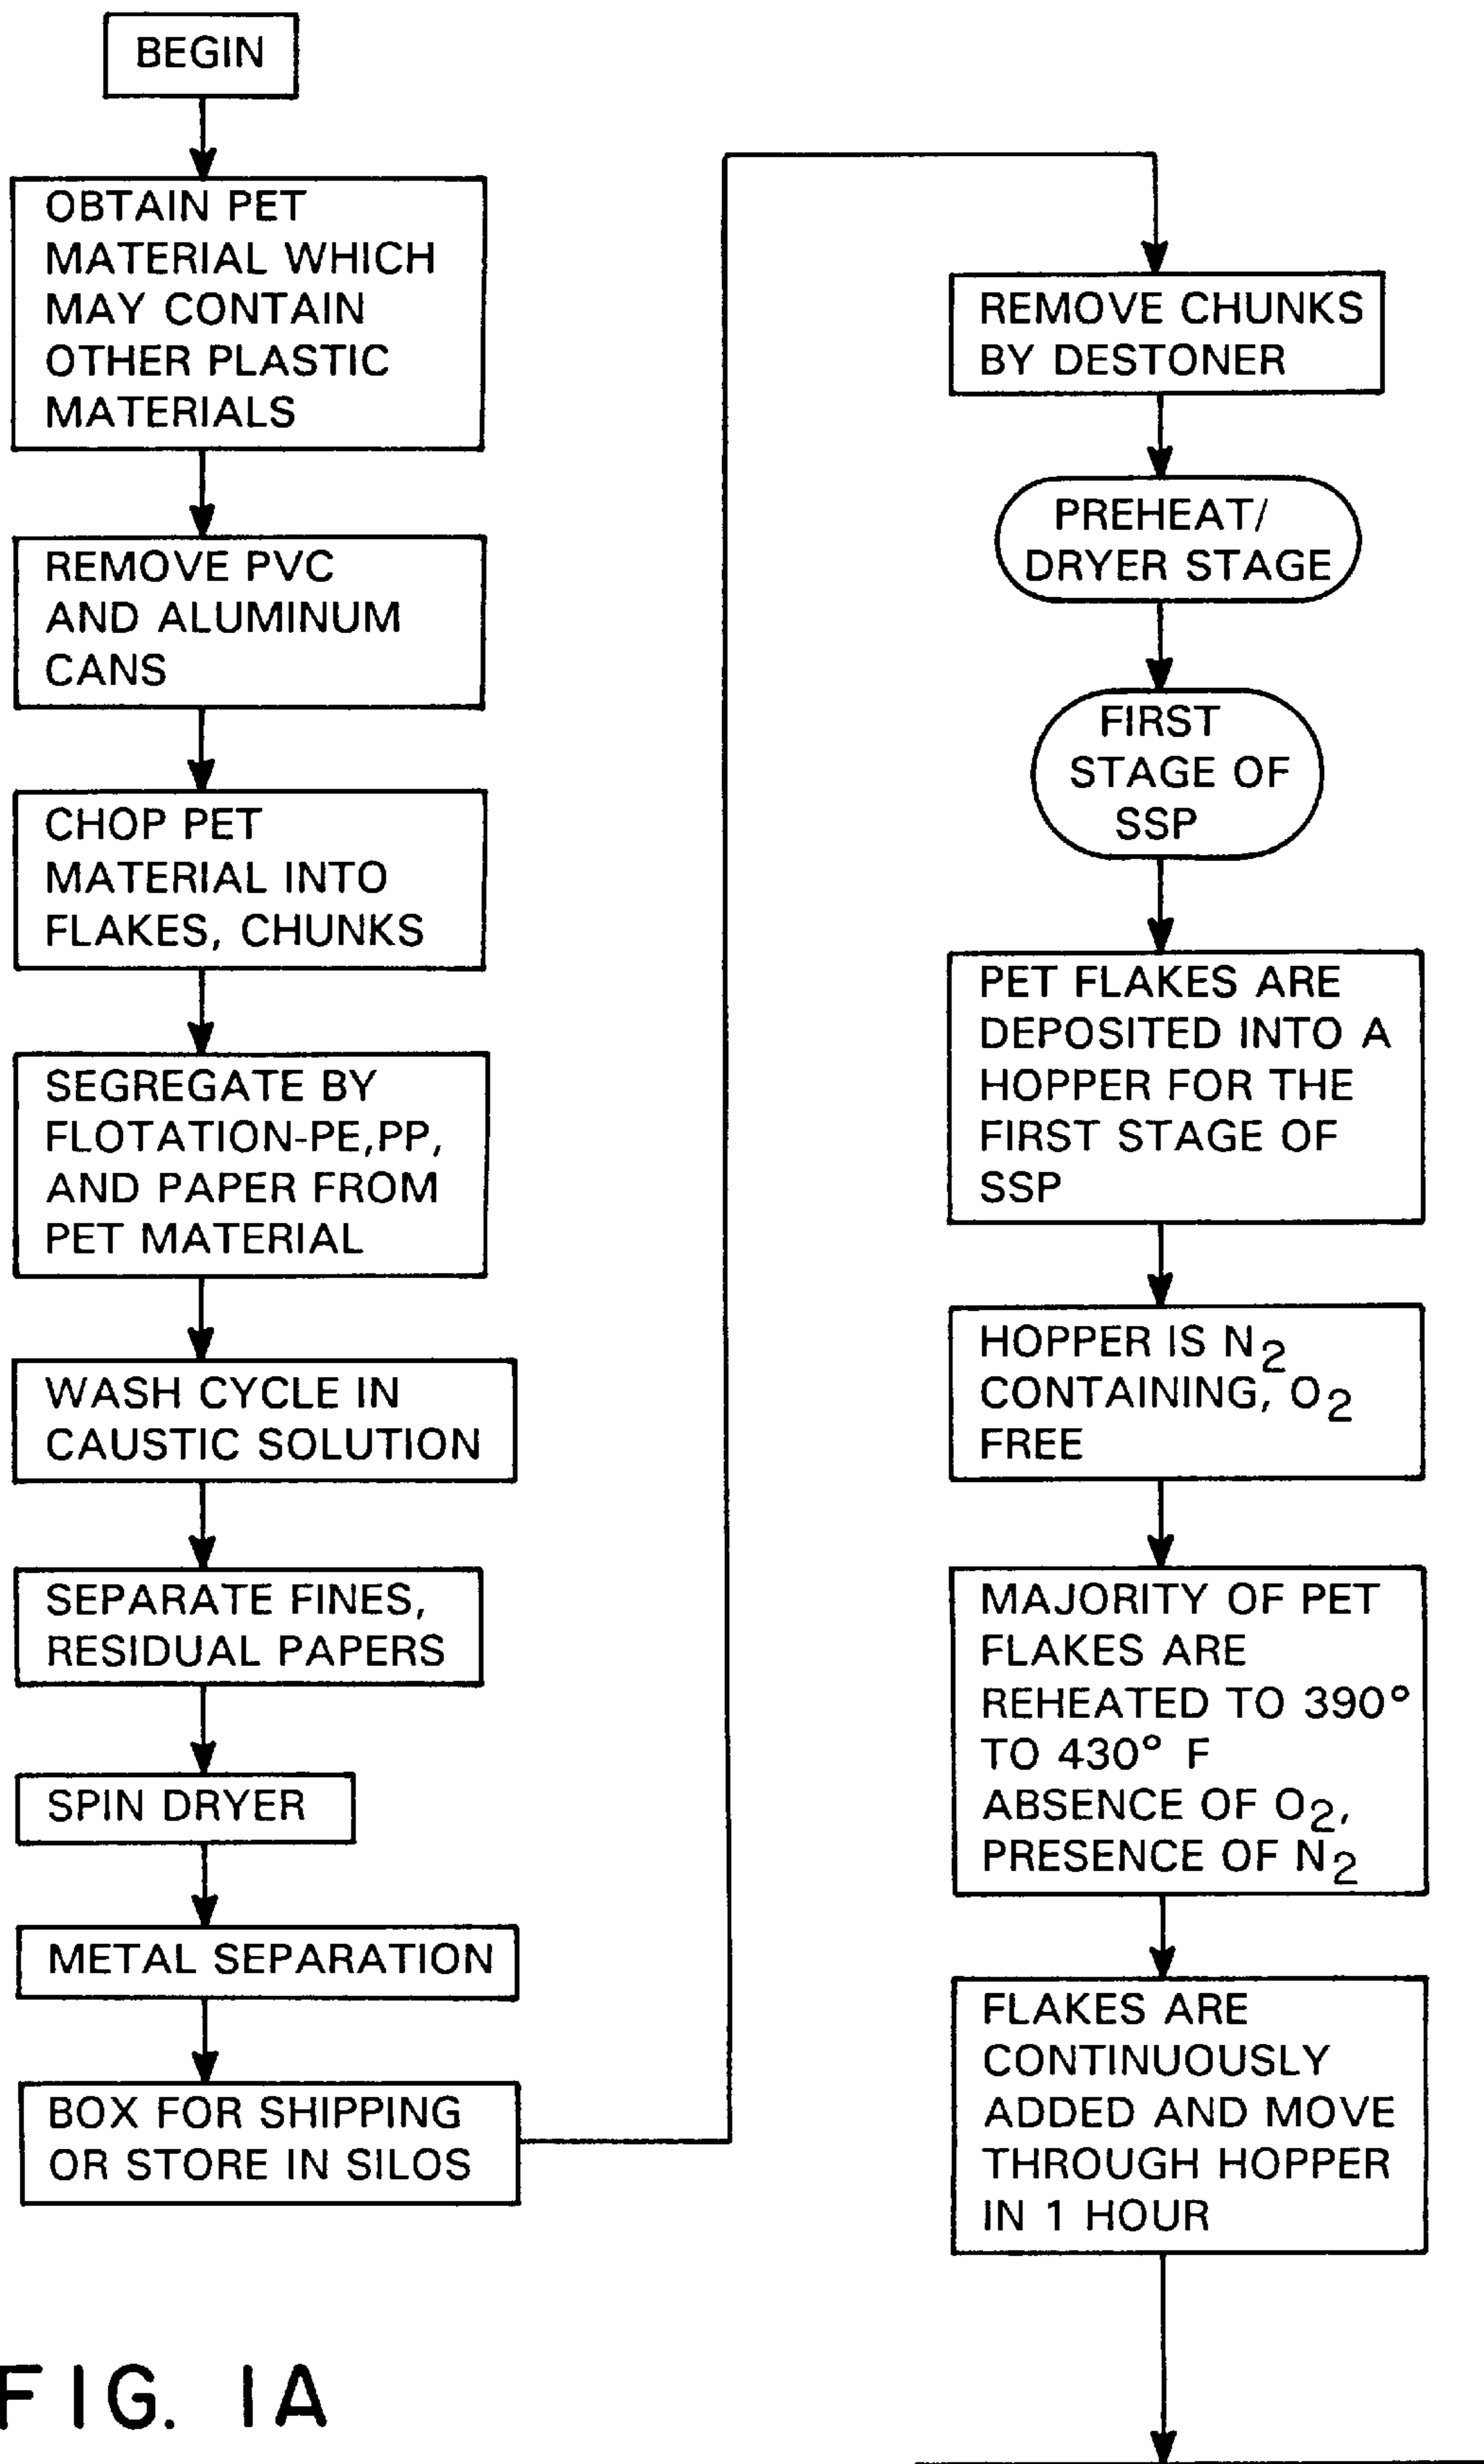 BEGIN
OBTAIN PET
MATERIAL WHICH
MAY CONTAIN
OTHER PLASTIC
MATERIALS
REMOVE PVC
AND ALUMINUM
CANS
CHOP PET
MATERIAL INTO
FLAKES, CHUNKS
SEGREGATE BY
FLOTATION-PE,PP,
AND PAPER FROM
PET MATERIAL
WASH CYCLE IN
CAUSTIC SOLUTION
SEPARATE FINES,
RESIDUAL PAPERS
SPIN DRYER
METAL SEPARATION
BOX FOR SHIPPING
OR STORE IN SILOS
REMOVE CHUNKS
BY DESTONER
PREHEAT/
DRYER STAGE
FIRST
STAGE OF
SSP
PET FLAKES ARE
DEPOSITED INTO A
HOPPER FOR THE
FIRST STAGE OF
SSP
HOPPER IS N2
CONTAINING, O2
FREE
MAJORITY OF PET
FLAKES ARE
REHEATED TO 390°
TO 430° F
ABSENCE OF O2,
PRESENCE OF N2
FLAKES ARE
CONTINUOUSLY
ADDED AND MOVE
THROUGH HOPPER
IN 1 HOUR
FIG. 1A